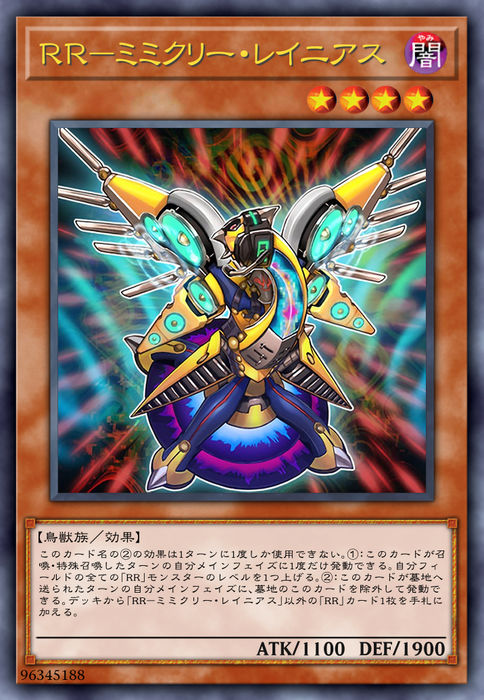 RR－ミミクリー・レイニアス
やみ
闇
【鳥獣族／効果】
このカード名の②の効果は1ターンに1度しか使用できない。①：このカードが召
喚・特殊召喚したターンの自分メインフェイズに1度だけ発動できる。自分フィ
ールドの全ての「RR」モンスターのレベルを1つ上げる。②：このカードが墓地へ
送られたターンの自分メインフェイズに、墓地のこのカードを除外して発動で
きる。デッキから「RR－ミミクリー・レイニアス」以外の「RR」カード1枚を手札に
加える。
ATK/1100 DEF/1900
96345188